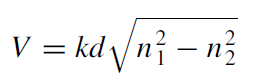 V = kd√(n₁² − n₂²)